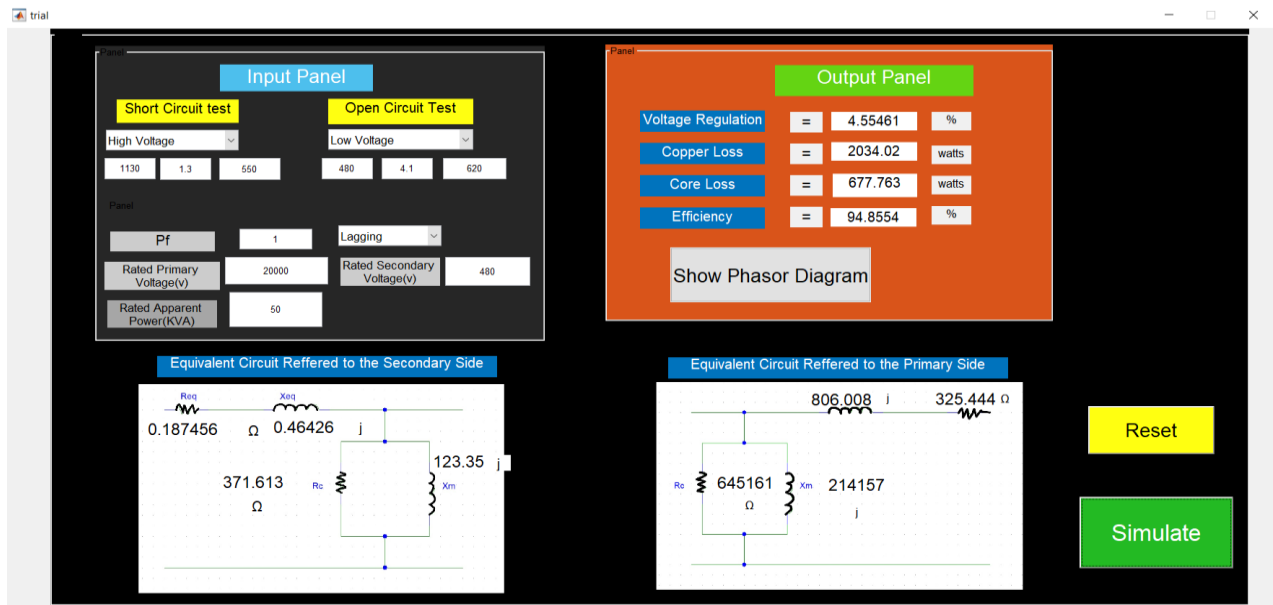 trial
Panel
Input Panel
Short Circuit test
Open Circuit Test
High Voltage
Low Voltage
1130 1.3 550
480 4.1 620
Panel
Pf 1 Lagging
Rated Primary
Voltage(v)
20000
Rated Secondary
Voltage(v)
480
Rated Apparent
Power(KVA)
50
Panel
Output Panel
Voltage Regulation = 4.55461 %
Copper Loss = 2034.02 watts
Core Loss = 677.763 watts
Efficiency = 94.8554 %
Show Phasor Diagram
Equivalent Circuit Reffered to the Secondary Side
Req Xeq
0.187456 Ω 0.46426 j
123.35 j
371.613 Rc Xm
Ω
Equivalent Circuit Reffered to the Primary Side
806.008 j 325.444 Ω
Rc 645161 Xm 214157
Ω j
Reset
Simulate